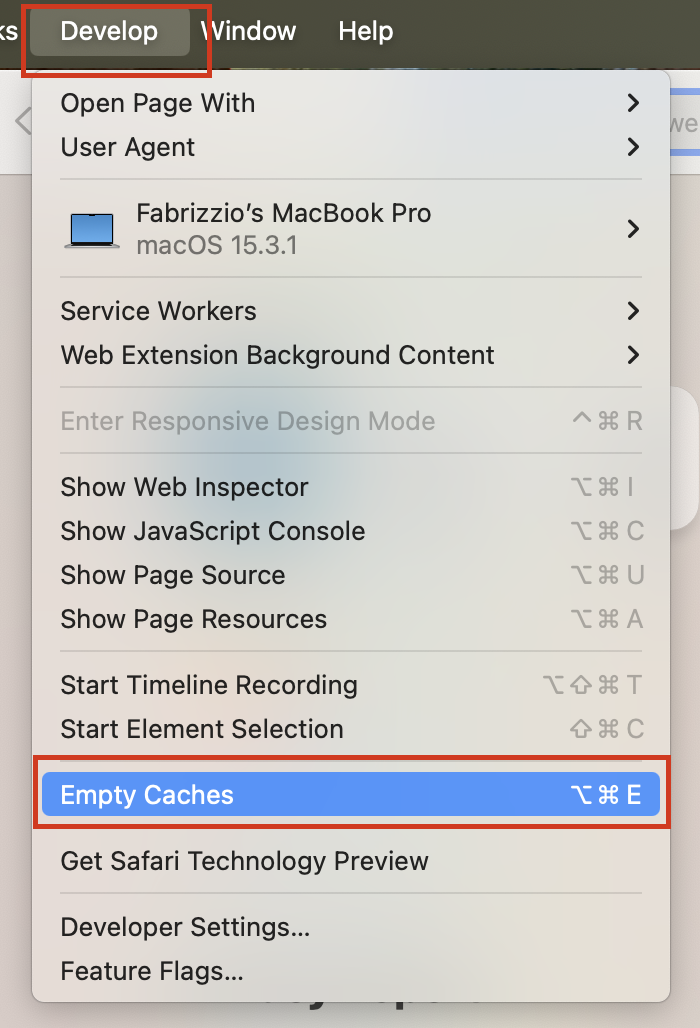 ks Develop Window Help
Open Page With
User Agent
we
Fabrizzio’s MacBook Pro
macOS 15.3.1
Service Workers
Web Extension Background Content
Enter Responsive Design Mode ^ ⌘ R
Show Web Inspector ⌥ ⌘ I
Show JavaScript Console ⌥ ⌘ C
Show Page Source ⌥ ⌘ U
Show Page Resources ⌥ ⌘ A
Start Timeline Recording ⌥ ⇧ ⌘ T
Start Element Selection ⇧ ⌘ C
Empty Caches ⌥ ⌘ E
Get Safari Technology Preview
Developer Settings...
Feature Flags...